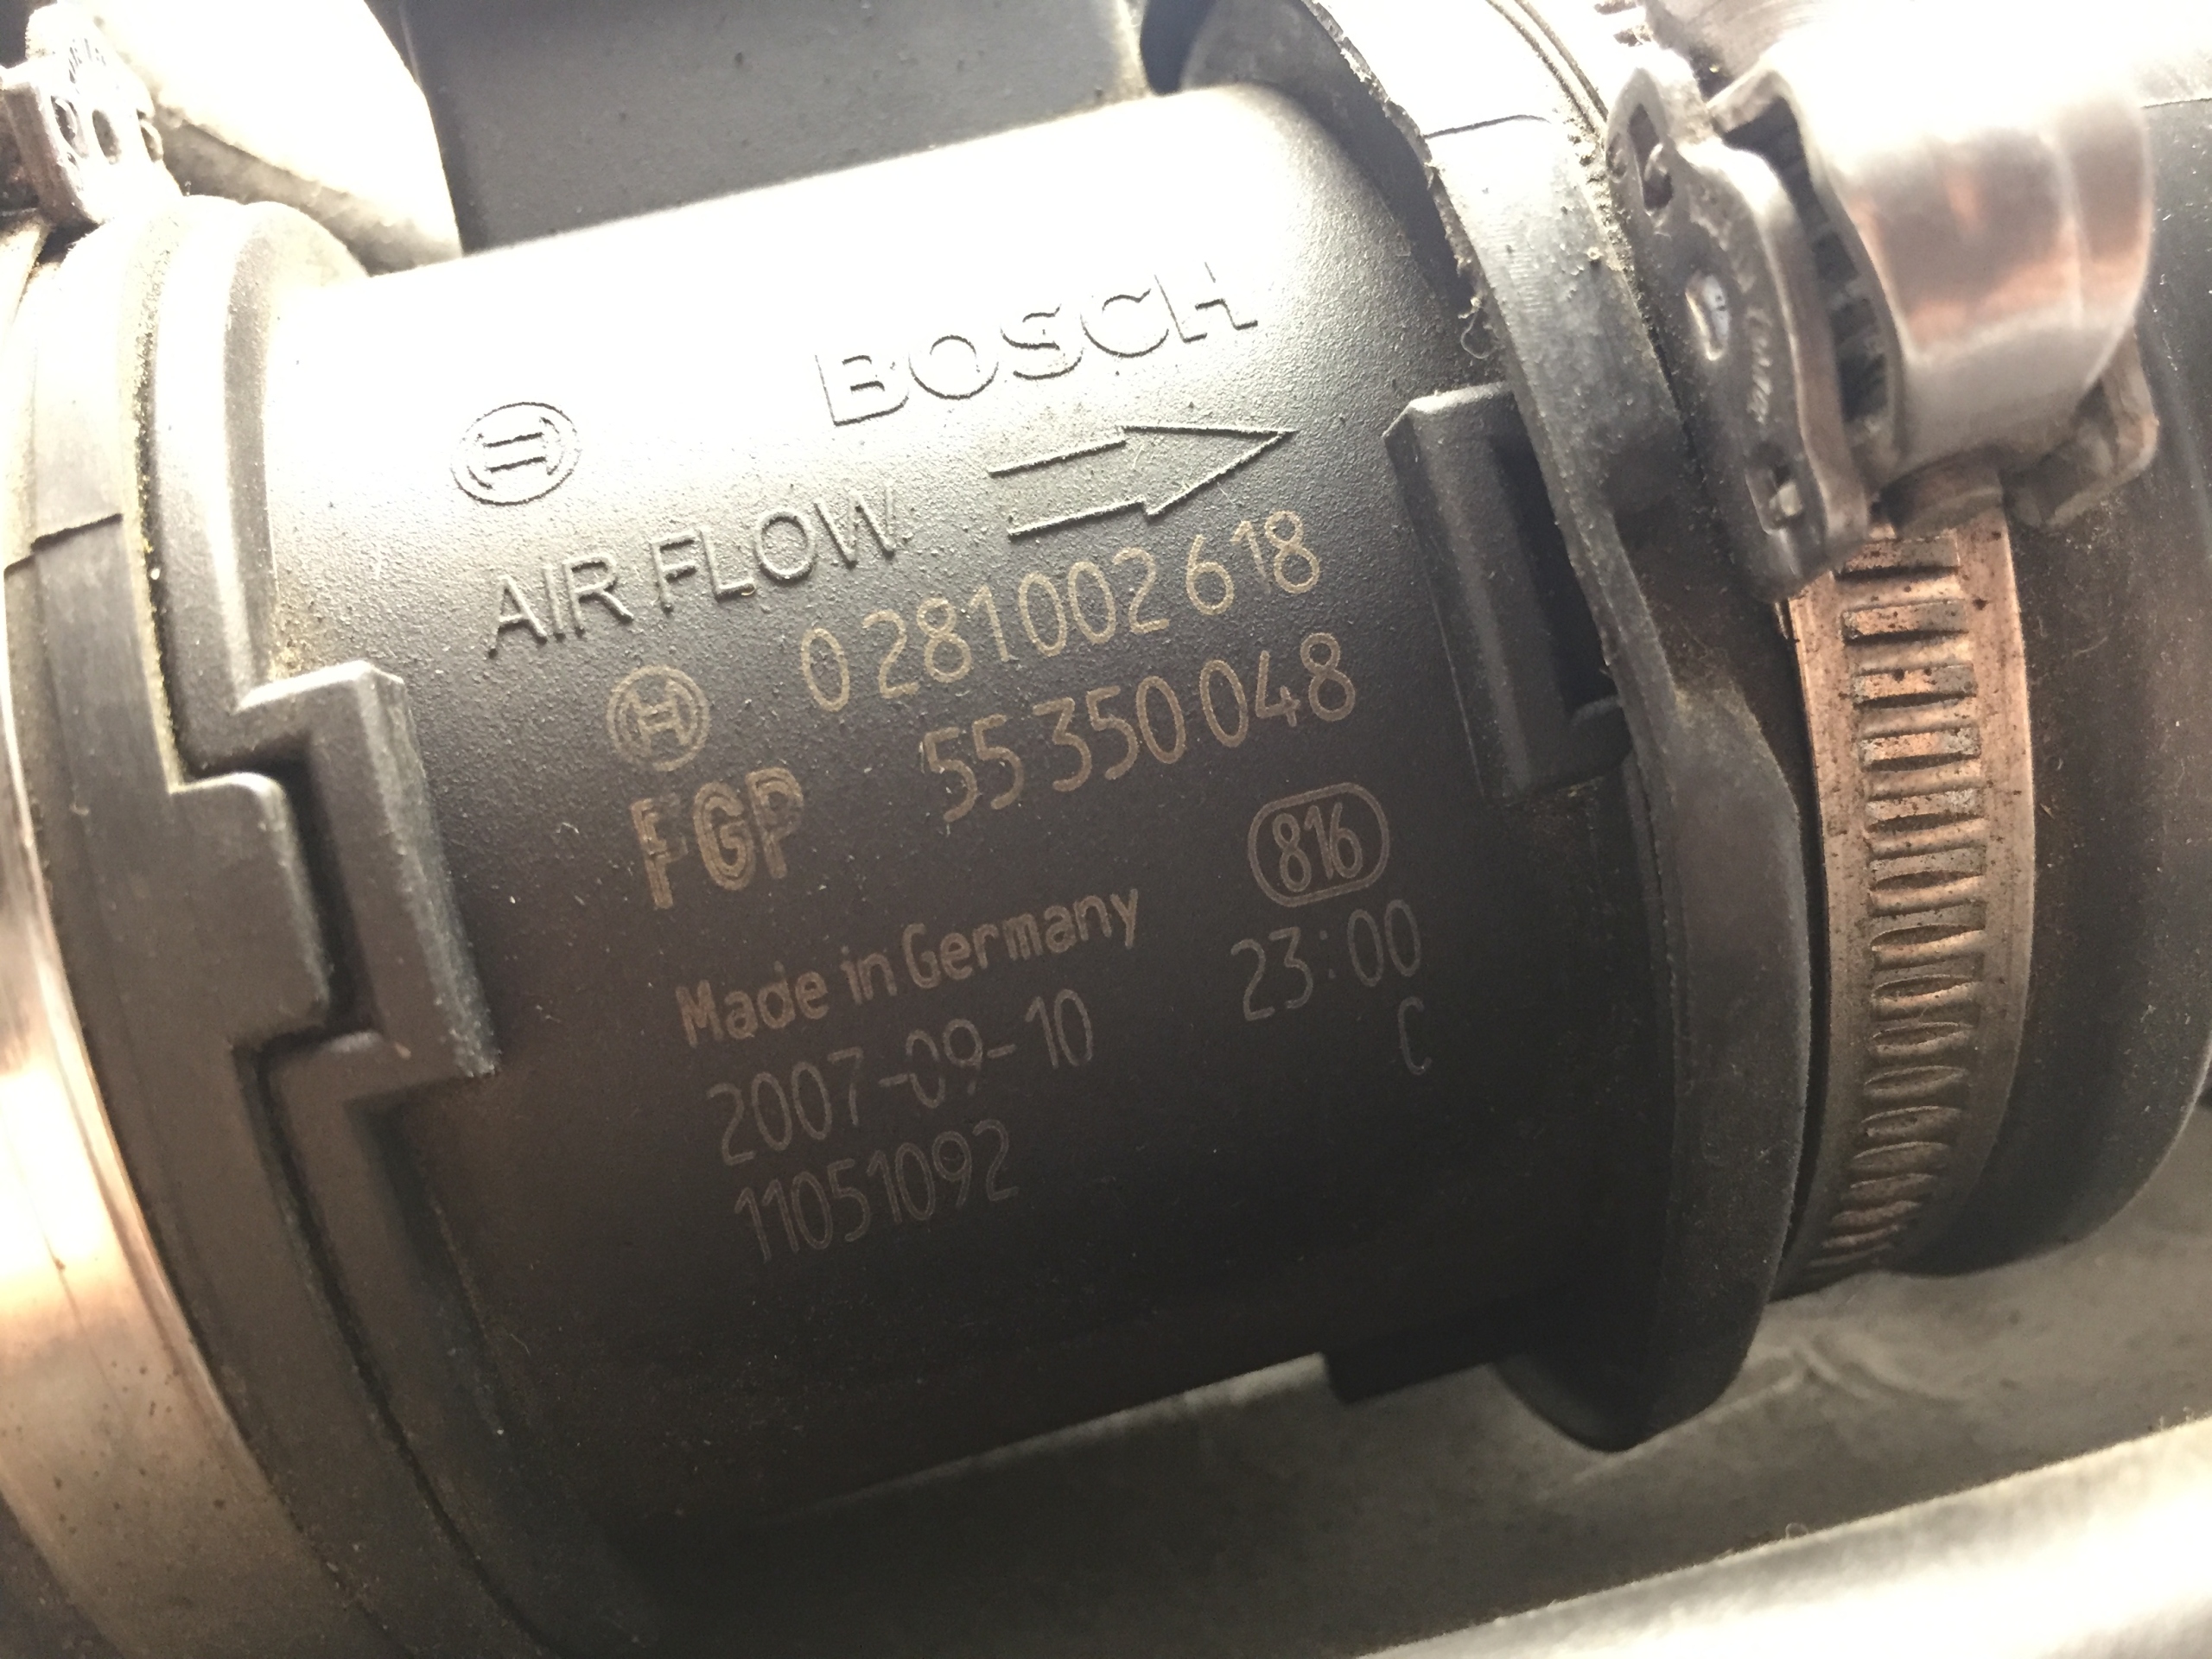 BOSCH
AIR FLOW
0 281 002 618
FGP 55 350 048
816
Made in Germany
2007-09-10 23:00
C
11051092